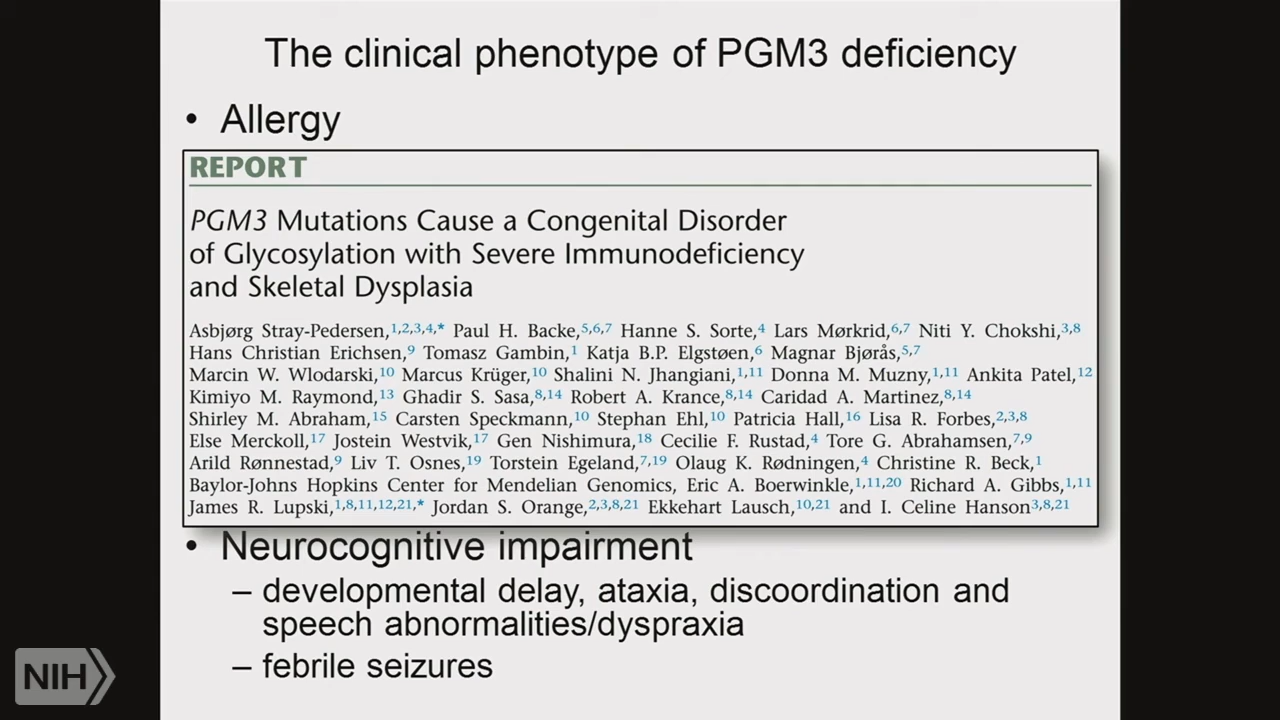 The clinical phenotype of PGM3 deficiency
• Allergy
REPORT
PGM3 Mutations Cause a Congenital Disorder
of Glycosylation with Severe Immunodeficiency
and Skeletal Dysplasia
Asbjørg Stray-Pedersen,1,2,3,4,* Paul H. Backe,5,6,7 Hanne S. Sorte,4 Lars Mørkrid,6,7 Niti Y. Chokshi,3,8
Hans Christian Erichsen,9 Tomasz Gambin,1 Katja B.P. Elgstøen,6 Magnar Bjørås,5,7
Marcin W. Wlodarski,10 Marcus Krüger,10 Shalini N. Jhangiani,1,11 Donna M. Muzny,1,11 Ankita Patel,12
Kimiyo M. Raymond,13 Ghadir S. Sasa,8,14 Robert A. Krance,8,14 Caridad A. Martinez,8,14
Shirley M. Abraham,15 Carsten Speckmann,10 Stephan Ehl,10 Patricia Hall,16 Lisa R. Forbes,2,3,8
Else Merckoll,17 Jostein Westvik,17 Gen Nishimura,18 Cecilie F. Rustad,4 Tore G. Abrahamsen,7,9
Arild Rønnestad,9 Liv T. Osnes,19 Torstein Egeland,7,19 Olaug K. Rødningen,4 Christine R. Beck,1
Baylor-Johns Hopkins Center for Mendelian Genomics, Eric A. Boerwinkle,1,11,20 Richard A. Gibbs,1,11
James R. Lupski,1,8,11,12,21,* Jordan S. Orange,2,3,8,21 Ekkehart Lausch,10,21 and I. Celine Hanson3,8,21
• Neurocognitive impairment
– developmental delay, ataxia, discoordination and
speech abnormalities/dyspraxia
– febrile seizures
NIH